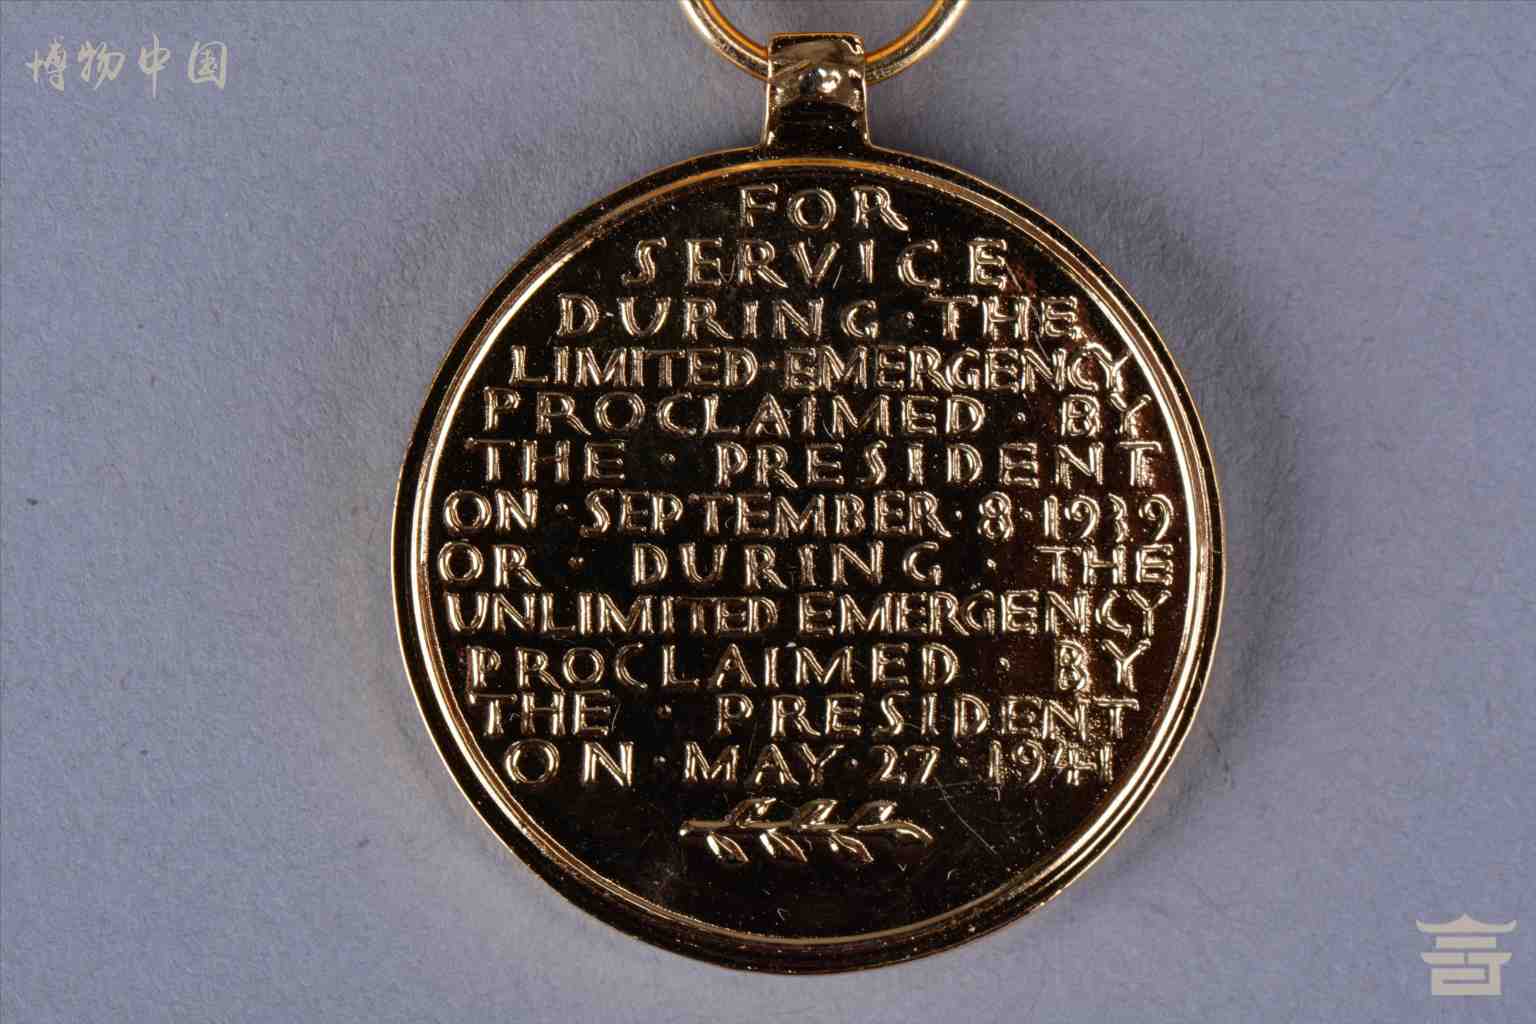 博物中国
FOR
SERVICE
DURING · THE
LIMITED · EMERGENCY
PROCLAIMED · BY
THE · PRESIDENT
ON · SEPTEMBER · 8 · 1939
OR · DURING · THE
UNLIMITED EMERGENCY
PROCLAIMED · BY
THE · PRESIDENT
ON · MAY · 27 · 1941